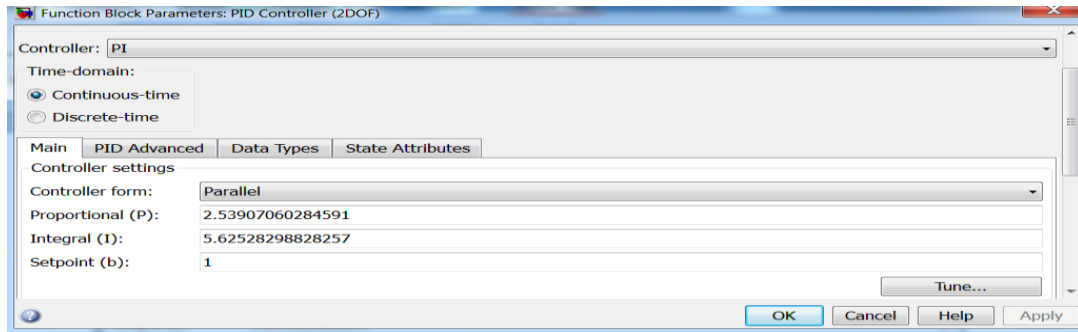 Function Block Parameters: PID Controller (2DOF)
Controller: PI
Time-domain:
Continuous-time
Discrete-time
Main PID Advanced Data Types State Attributes
Controller settings
Controller form: Parallel
Proportional (P): 2.53907060284591
Integral (I): 5.62528298828257
Setpoint (b): 1
Tune...
OK Cancel Help Apply